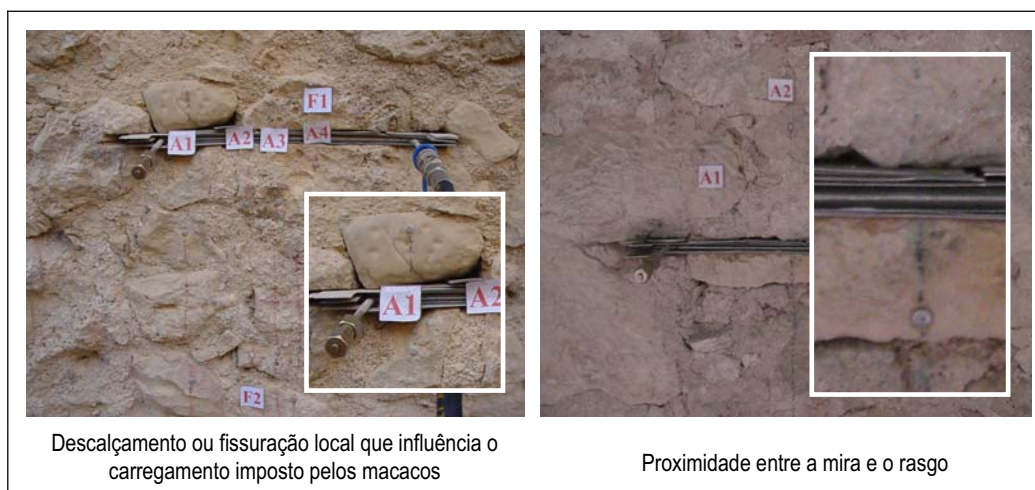 F1
A1 A2 A3 A4
A1 A2
F2
A2
A1
Descalçamento ou fissuração local que influência o
carregamento imposto pelos macacos
Proximidade entre a mira e o rasgo